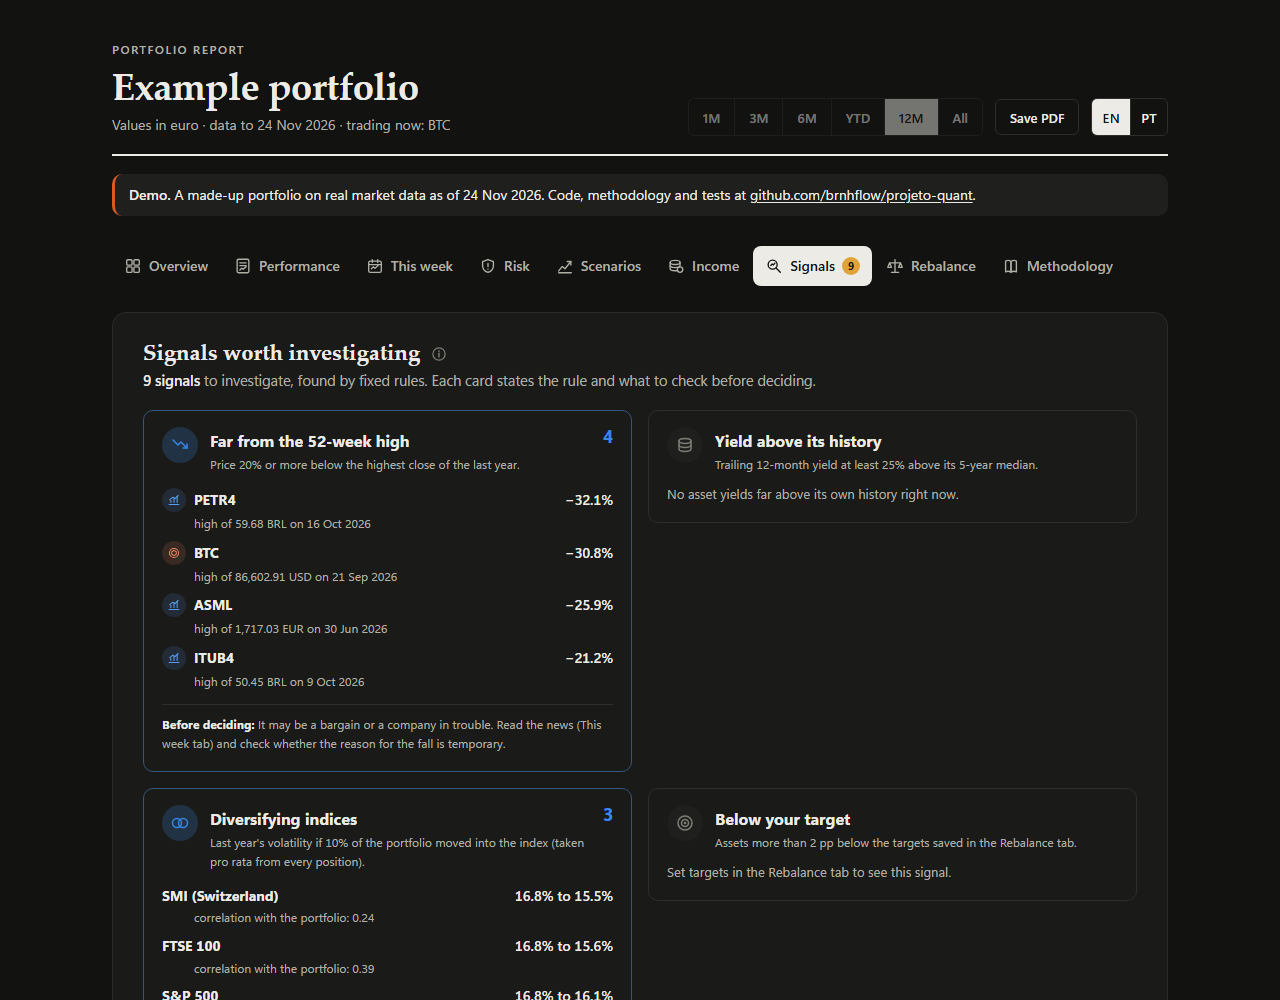 PORTFOLIO REPORT
Example portfolio
Values in euro · data to 24 Nov 2026 · trading now: BTC
1M 3M 6M YTD 12M All Save PDF EN PT
Demo. A made-up portfolio on real market data as of 24 Nov 2026. Code, methodology and tests at github.com/brnhflow/projeto-quant.
Overview Performance This week Risk Scenarios Income Signals 9 Rebalance Methodology
Signals worth investigating
9 signals to investigate, found by fixed rules. Each card states the rule and what to check before deciding.
Far from the 52-week high 4
Price 20% or more below the highest close of the last year.
PETR4 −32.1%
high of 59.68 BRL on 16 Oct 2026
BTC −30.8%
high of 86,602.91 USD on 21 Sep 2026
ASML −25.9%
high of 1,717.03 EUR on 30 Jun 2026
ITUB4 −21.2%
high of 50.45 BRL on 9 Oct 2026
Before deciding: It may be a bargain or a company in trouble. Read the news (This
week tab) and check whether the reason for the fall is temporary.
Yield above its history
Trailing 12-month yield at least 25% above its 5-year median.
No asset yields far above its own history right now.
Diversifying indices 3
Last year's volatility if 10% of the portfolio moved into the index (taken
pro rata from every position).
SMI (Switzerland) 16.8% to 15.5%
correlation with the portfolio: 0.24
FTSE 100 16.8% to 15.6%
correlation with the portfolio: 0.39
S&P 500 16.8% to 16.1%
Below your target
Assets more than 2 pp below the targets saved in the Rebalance tab.
Set targets in the Rebalance tab to see this signal.